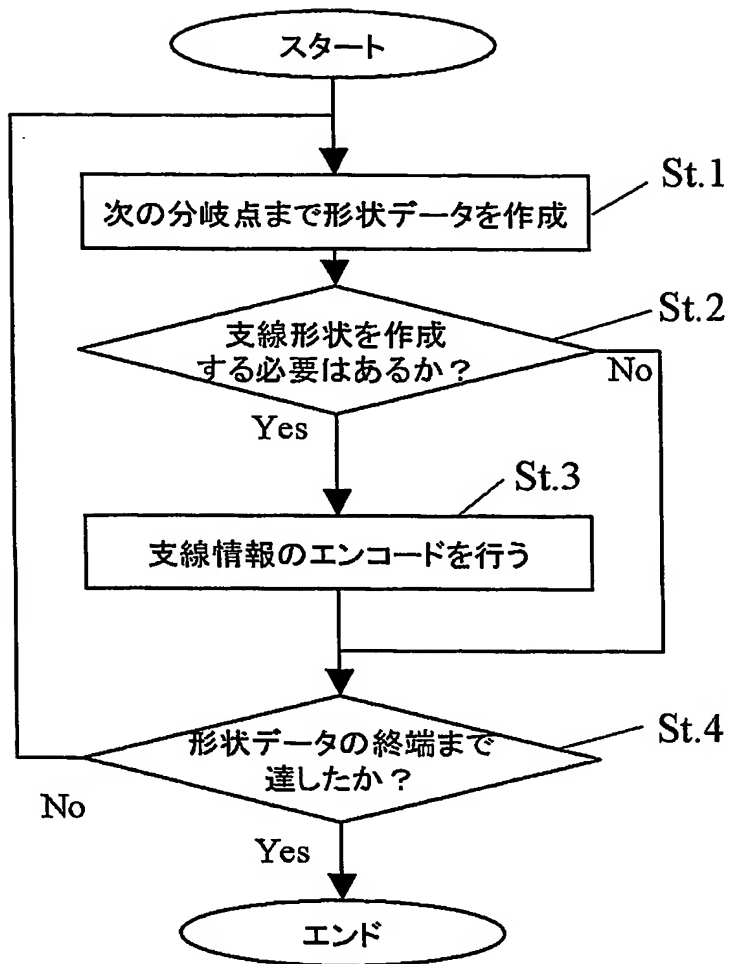 スタート
St.1
次の分岐点まで形状データを作成
St.2
支線形状を作成
する必要はあるか?
No
Yes
St.3
支線情報のエンコードを行う
St.4
形状データの終端まで
達したか?
No
Yes
エンド